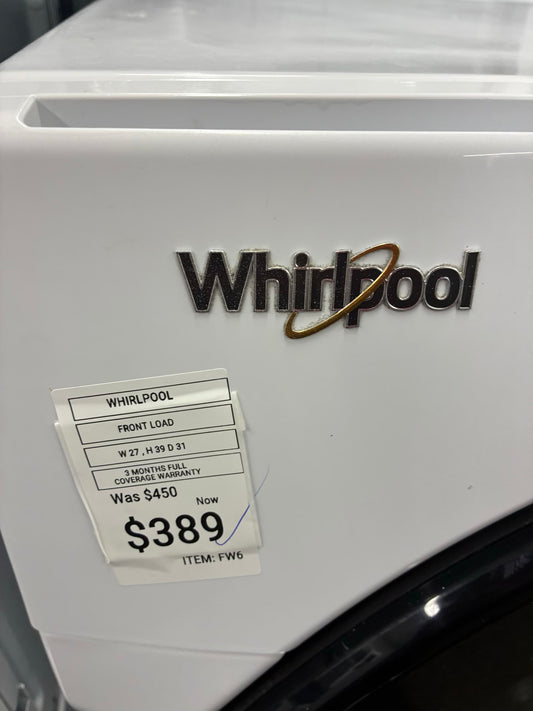 Whirlpool
WHIRLPOOL
FRONT LOAD
W 27 , H 39 D 31
3 MONTHS FULL
COVERAGE WARRANTY
Was $450
Now
$389
ITEM: FW6